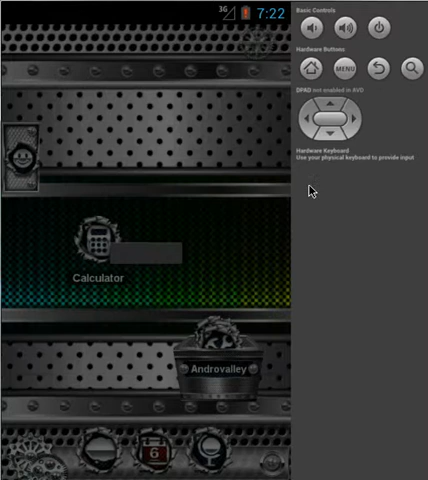 3G
7:22
Basic Controls
Hardware Buttons
MENU
DPAD not enabled in AVD
Hardware Keyboard
Use your physical keyboard to provide input
Calculator
Androvalley
6